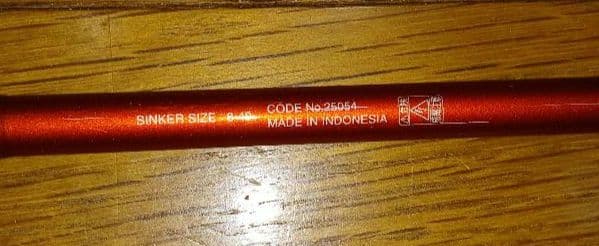 SINKER SIZE 8-15
CODE No.25054
MADE IN INDONESIA